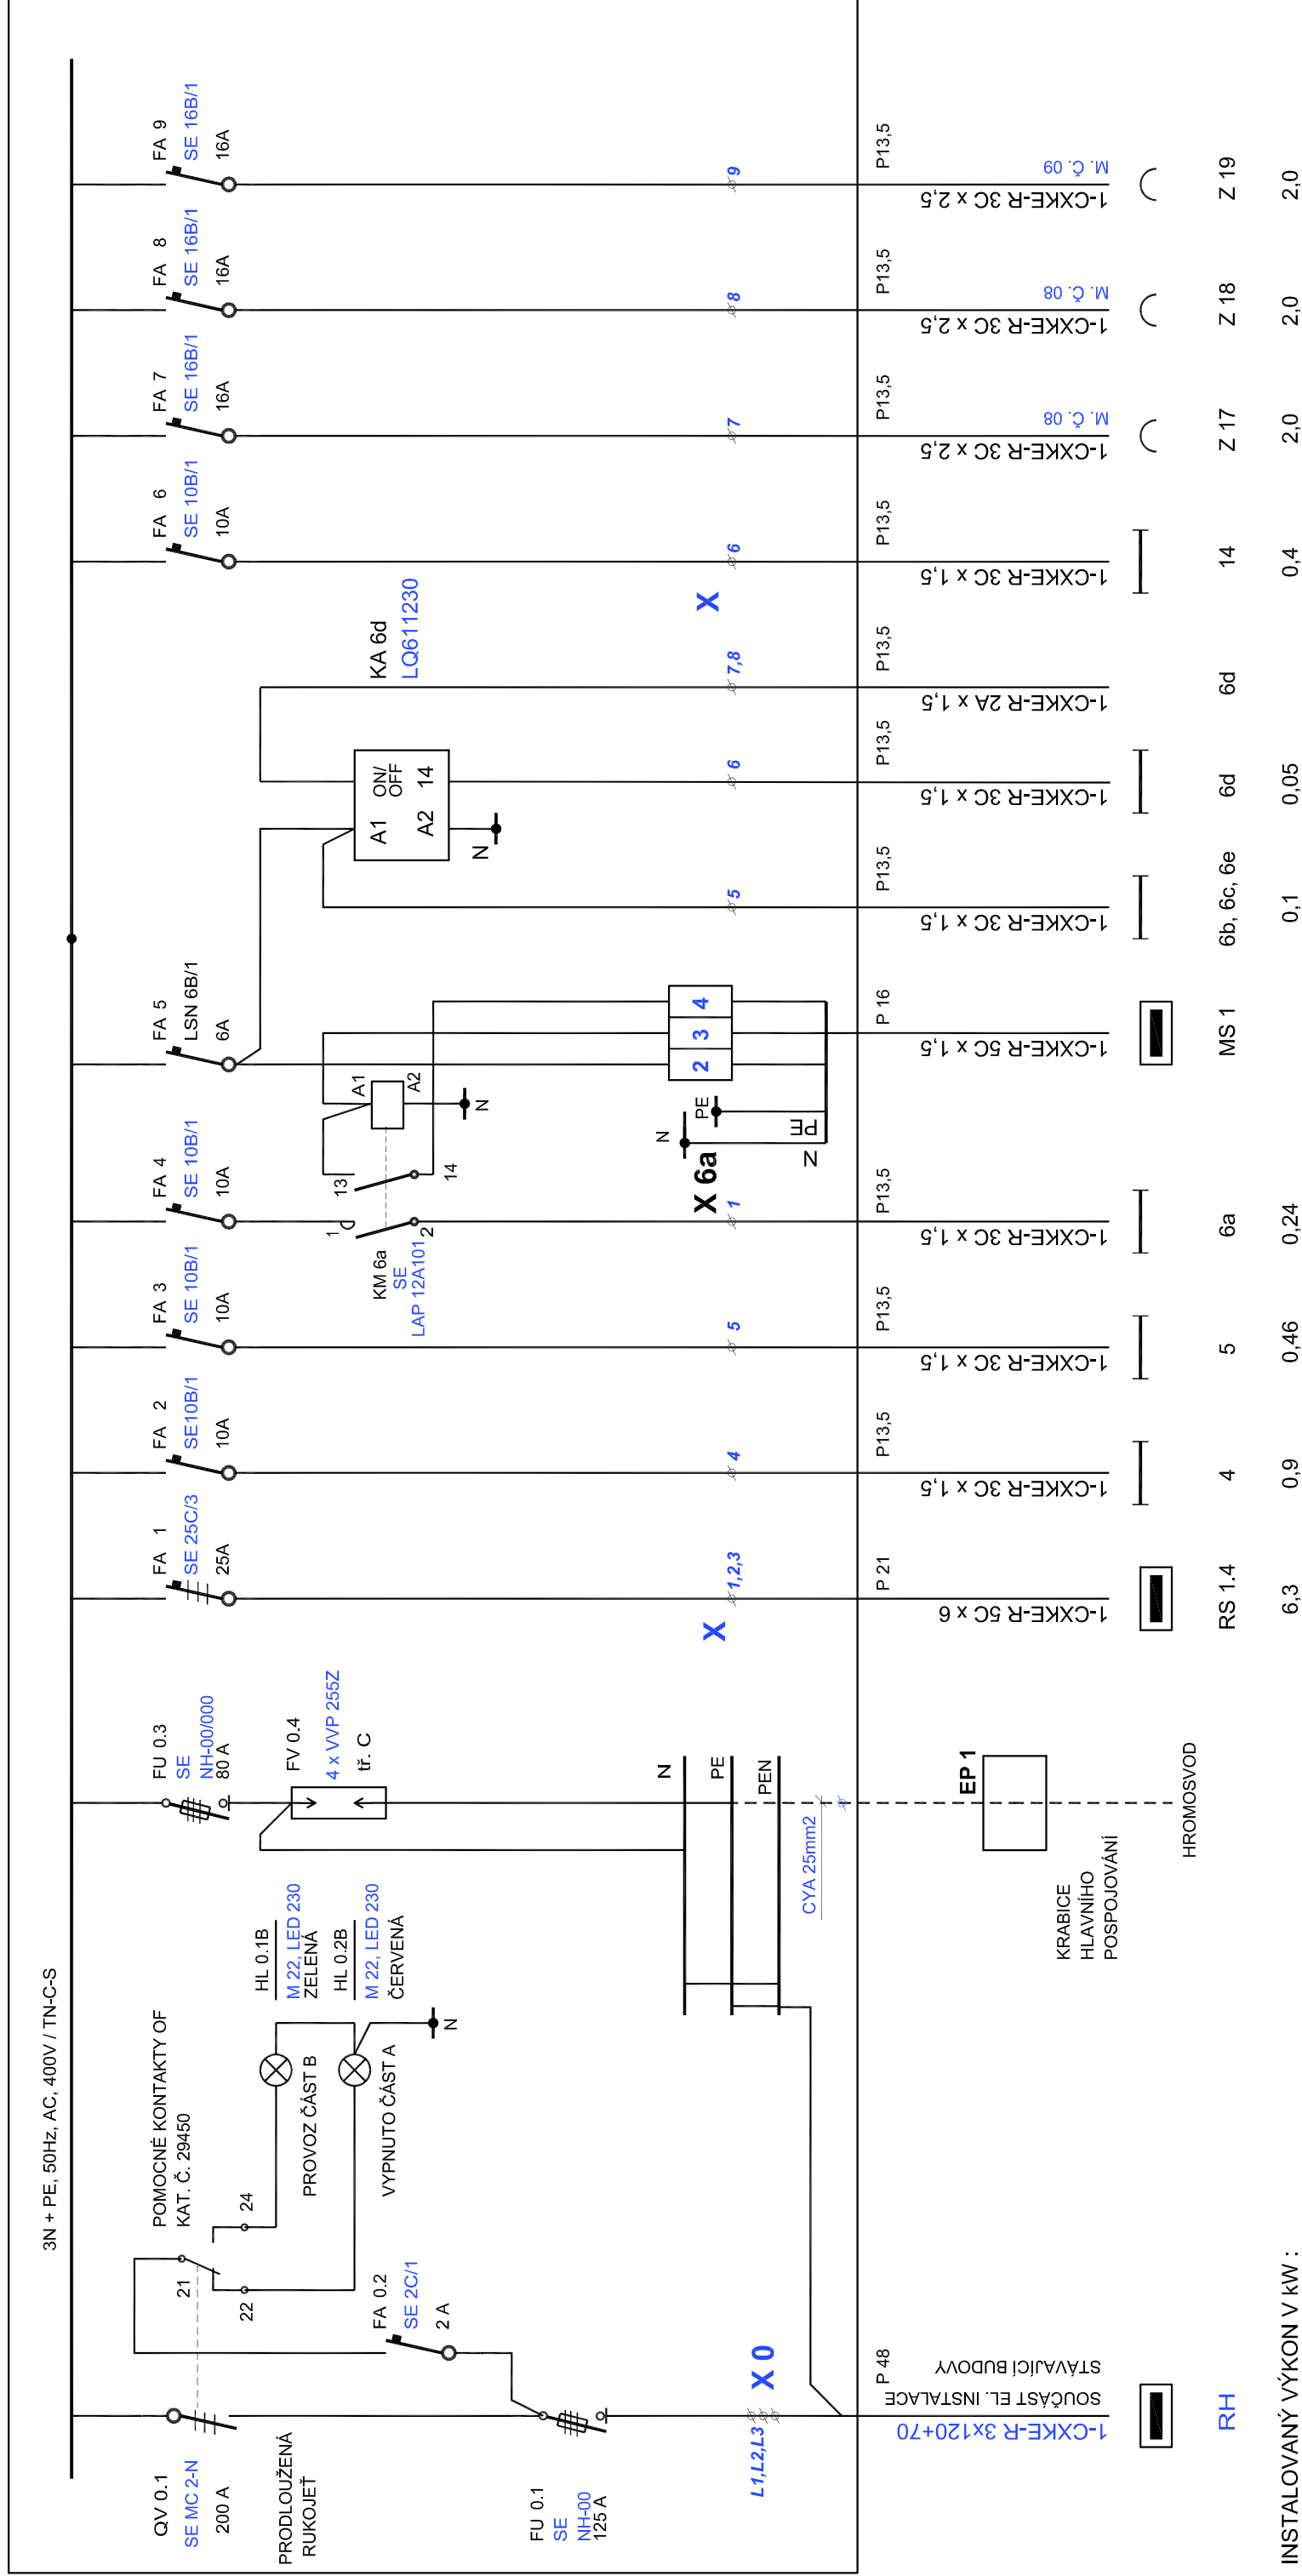 3N + PE, 50Hz, AC, 400V / TN-C-S
QV 0.1
SE MC 2-N
200 A
PRODLOUŽENÁ
RUKOJEŤ
21
22
24
POMOCNÉ KONTAKTY OF
KAT. Č. 29450
PROVOZ ČÁST B
VYPNUTO ČÁST A
HL 0.1B
M 22, LED 230
ZELENÁ
HL 0.2B
M 22, LED 230
ČERVENÁ
N
FA 0.2
SE 2C/1
2 A
FU 0.1
SE
NH-00
125 A
L1,L2,L3
X 0
FU 0.3
SE
NH-00/000
80 A
FV 0.4
4 x VVP 255Z
tř. C
N
PE
PEN
CYA 25mm2
EP 1
KRABICE
HLAVNÍHO
POSPOJOVÁNÍ
HROMOSVOD
FA 1
SE 25C/3
25A
FA 2
SE10B/1
10A
FA 3
SE 10B/1
10A
FA 4
SE 10B/1
10A
FA 5
LSN 6B/1
6A
FA 6
SE 10B/1
10A
FA 7
SE 16B/1
16A
FA 8
SE 16B/1
16A
FA 9
SE 16B/1
16A
1
2
13
14
A1
A2
N
KM 6a
SE
LAP 12A101
A1
ON/
OFF
A2
14
N
KA 6d
LQ611230
X
1,2,3
4
5
X 6a
1
N
PE
2
3
4
N
PE
5
6
7,8
X
6
7
8
9
P 48
P 21
P13,5
P13,5
P13,5
P 16
P13,5
P13,5
P13,5
P13,5
P13,5
P13,5
P13,5
1-CXKE-R 3x120+70
SOUČÁST EL. INSTALACE
STÁVAJÍCÍ BUDOVY
1-CXKE-R 5C x 6
1-CXKE-R 3C x 1,5
1-CXKE-R 3C x 1,5
1-CXKE-R 3C x 1,5
1-CXKE-R 5C x 1,5
1-CXKE-R 3C x 1,5
1-CXKE-R 3C x 1,5
1-CXKE-R 2A x 1,5
1-CXKE-R 3C x 1,5
1-CXKE-R 3C x 2,5
M. Č. 08
1-CXKE-R 3C x 2,5
M. Č. 08
1-CXKE-R 3C x 2,5
M. Č. 09
RH
RS 1.4
4
5
6a
MS 1
6b, 6c, 6e
6d
6d
14
Z 17
Z 18
Z 19
INSTALOVANÝ VÝKON V kW :
6,3
0,9
0,46
0,24
0,1
0,05
0,4
2,0
2,0
2,0